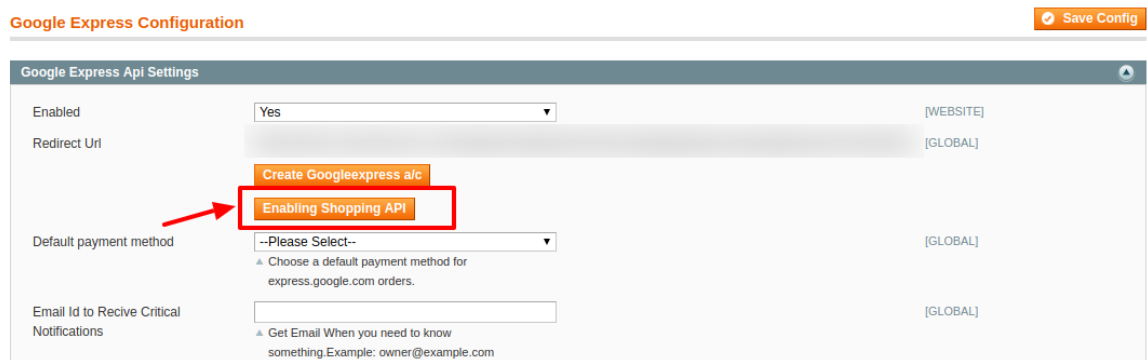 Google Express Configuration
Save Config
Google Express Api Settings
Enabled
Yes
[WEBSITE]
Redirect Url
[GLOBAL]
Create Googleexpress a/c
Enabling Shopping API
Default payment method
--Please Select--
[GLOBAL]
Choose a default payment method for
express.google.com orders.
Email Id to Recive Critical
Notifications
[GLOBAL]
Get Email When you need to know
something.Example: owner@example.com